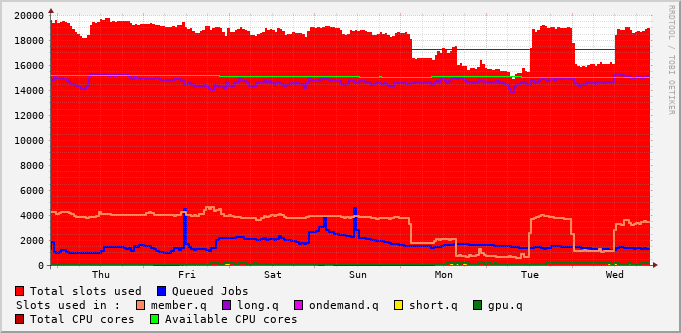 20000
18000
16000
14000
12000
10000
8000
6000
4000
2000
0
Thu Fri Sat Sun Mon Tue Wed
Total slots used Queued Jobs
Slots used in : member.q long.q ondemand.q short.q gpu.q
Total CPU cores Available CPU cores
RRDTOOL / TOBI OETIKER